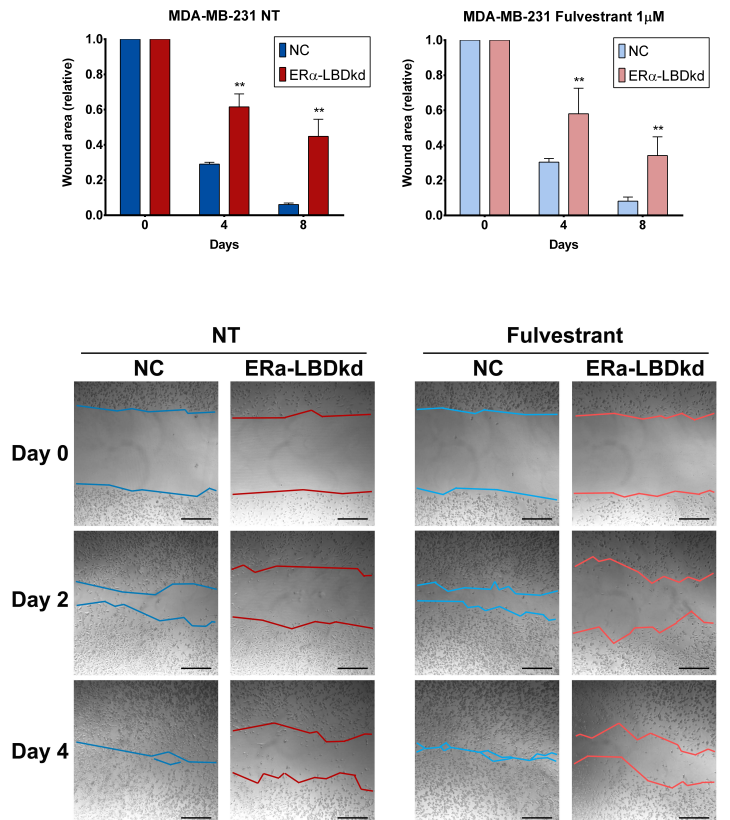 MDA-MB-231 NT
Wound area (relative)
1.0
0.8
0.6
0.4
0.2
0.0
NC
ERα-LBDkd
**
**
0 4 8
Days
MDA-MB-231 Fulvestrant 1μM
Wound area (relative)
1.0
0.8
0.6
0.4
0.2
0.0
NC
ERα-LBDkd
**
**
0 4 8
Days
NT Fulvestrant
NC ERa-LBDkd NC ERa-LBDkd
Day 0
Day 2
Day 4